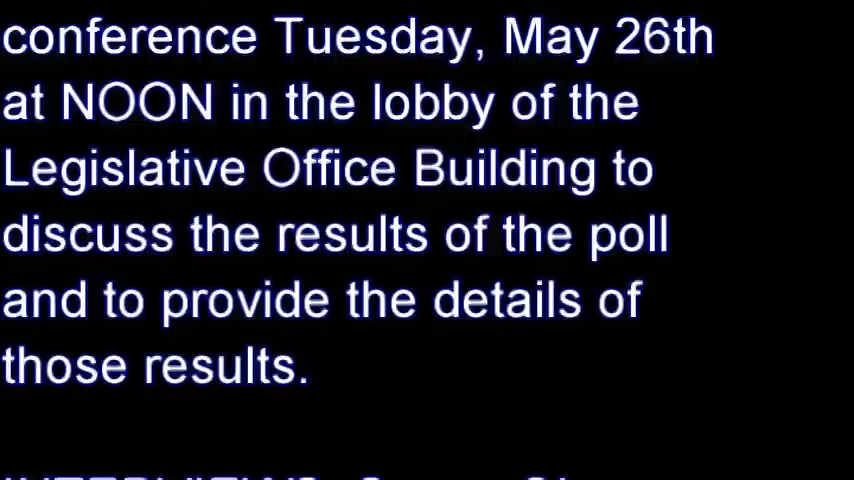 conference Tuesday, May 26th
at NOON in the lobby of the
Legislative Office Building to
discuss the results of the poll
and to provide the details of
those results.